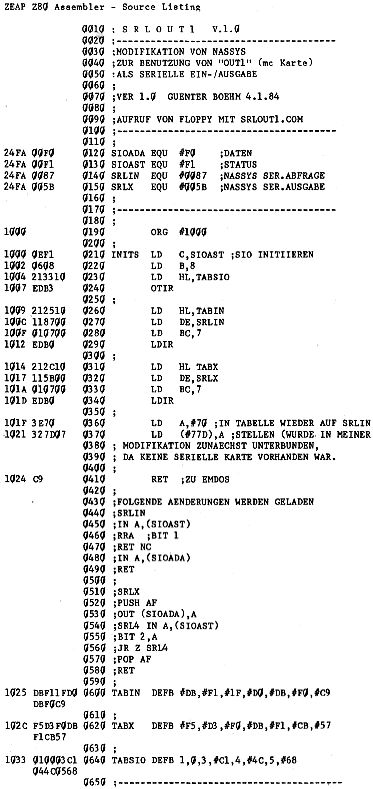 ZEAP Z80 Assembler - Source Listing
0010 ; S R L O U T 1   V.1.0
0020 ;-----------------------------------
0030 ;MODIFIKATION VON NASSYS
0040 ;ZUR BENUTZUNG VON "OUT1" (mc Karte)
0050 ;ALS SERIELLE EIN-/AUSGABE
0060 ;
0070 ;VER 1.0  GUENTER BOEHM 4.1.84
0080 ;
0090 ;AUFRUF VON FLOPPY MIT SRLOUT1.COM
0100 ;-----------------------------------
0110 ;
24FA 00F0 0120 SIOADA EQU #F0 ;DATEN
24FA 00F1 0130 SIOAST EQU #F1 ;STATUS
24FA 0087 0140 SRLIN EQU #0087 ;NASSYS SER.ABFRAGE
24FA 005B 0150 SRLX EQU #005B ;NASSYS SER.AUSGABE
0160 ;
0170 ;-----------------------------------
0180 ;
1000 0190 ORG #1000
0200 ;
1000 0EF1 0210 INITS LD C,SIOAST ;SIO INITIIEREN
1002 0608 0220 LD B,8
1004 213310 0230 LD HL,TABSIO
1007 EDB3 0240 OTIR
0250 ;
1009 212510 0260 LD HL,TABIN
100C 118700 0270 LD DE,SRLIN
100F 010700 0280 LD BC,7
1012 EDB0 0290 LDIR
0300 ;
1014 212C10 0310 LD HL TABX
1017 115B00 0320 LD DE,SRLX
101A 010700 0330 LD BC,7
101D EDB0 0340 LDIR
0350 ;
101F 3E70 0360 LD A,#70 ;IN TABELLE WIEDER AUF SRLIN
1021 327D07 0370 LD (#77D),A ;STELLEN (WURDE IN MEINER
0380 ; MODIFIKATION ZUNAECHST UNTERBUNDEN,
0390 ; DA KEINE SERIELLE KARTE VORHANDEN WAR.
0400 ;
1024 C9 0410 RET ;ZU EMDOS
0420 ;
0430 ;FOLGENDE AENDERUNGEN WERDEN GELADEN
0440 ;SRLIN
0450 ;IN A,(SIOAST)
0460 ;RRA ;BIT 1
0470 ;RET NC
0480 ;IN A,(SIOADA)
0490 ;RET
0500 ;
0510 ;SRLX
0520 ;PUSH AF
0530 ;OUT (SIOADA),A
0540 ;SRL4 IN A,(SIOAST)
0550 ;BIT 2,A
0560 ;JR Z SRL4
0570 ;POP AF
0580 ;RET
0590 ;
1025 DBF11FD0 0600 TABIN DEFB #DB,#F1,#1F,#D0,#DB,#F0,#C9
DBF0C9
0610 ;
102C F5D3F0DB 0620 TABX DEFB #F5,#D3,#F0,#DB,#F1,#CB,#57
F1CB57
0630 ;
1033 010003C1 0640 TABSIO DEFB 1,0,3,#C1,4,#4C,5,#68
044C0568
0650 ;-----------------------------------